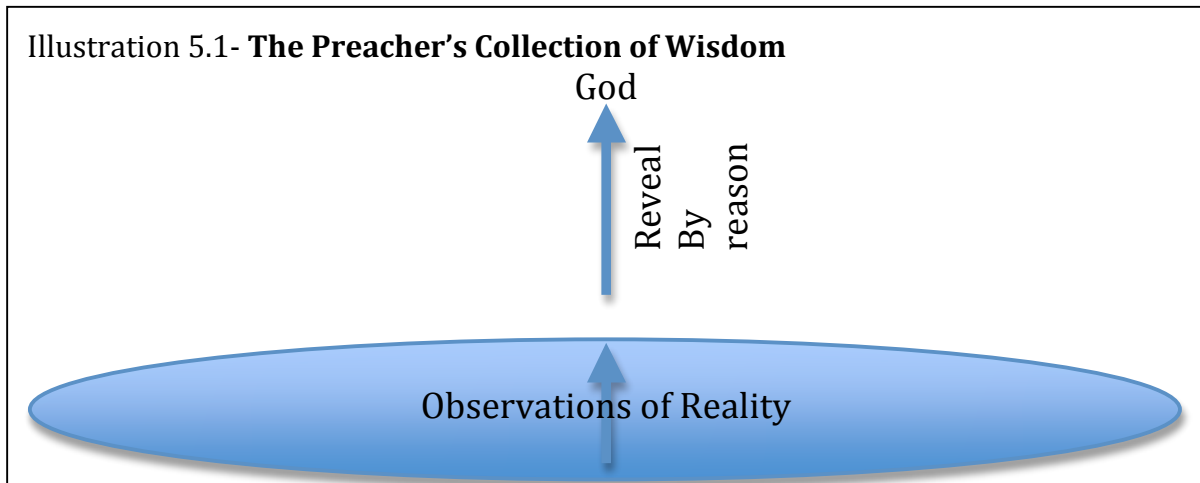 Illustration 5.1- The Preacher’s Collection of Wisdom
God
Reveal
By
reason
Observations of Reality